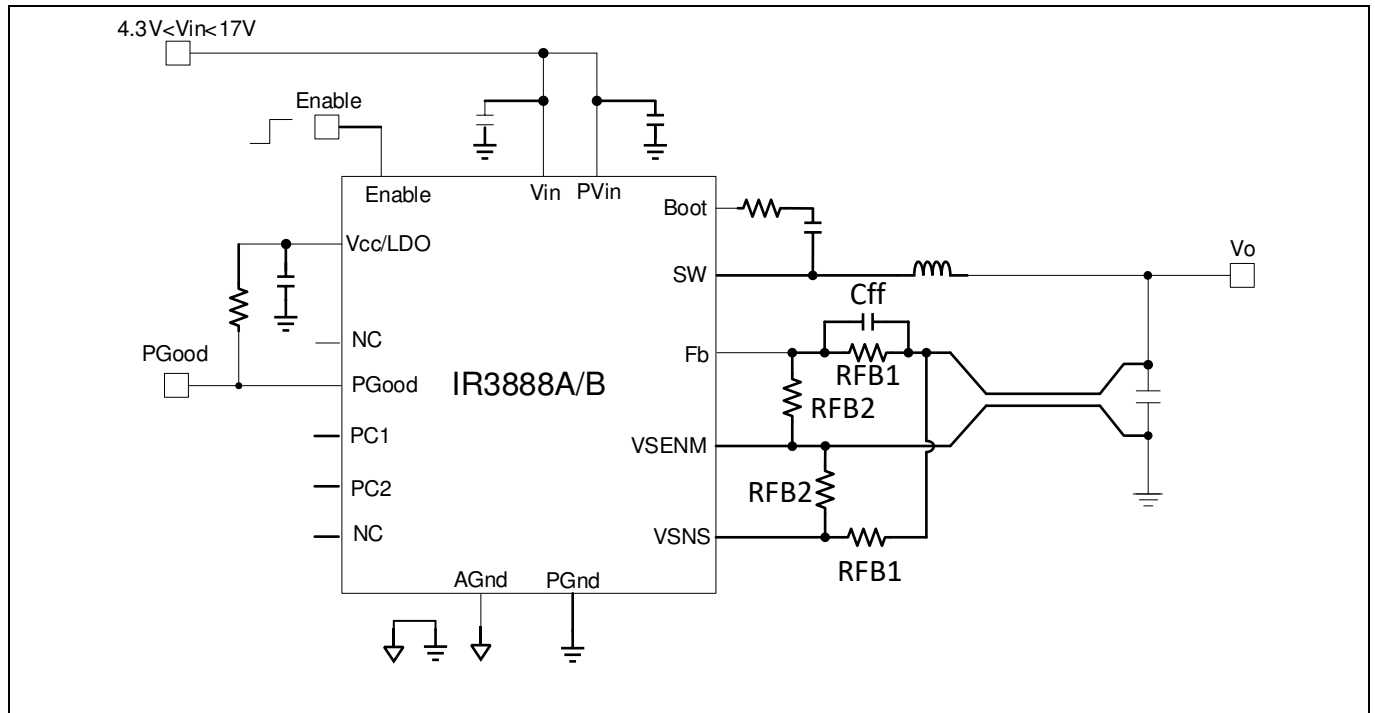 4.3V<Vin<17V
Enable
Enable
Vin
PVin
Boot
Vcc/LDO
SW
Vo
Cff
NC
Fb
RFB1
PGood
PGood
IR3888A/B
RFB2
PC1
VSENM
PC2
RFB2
NC
VSNS
RFB1
AGnd
PGnd